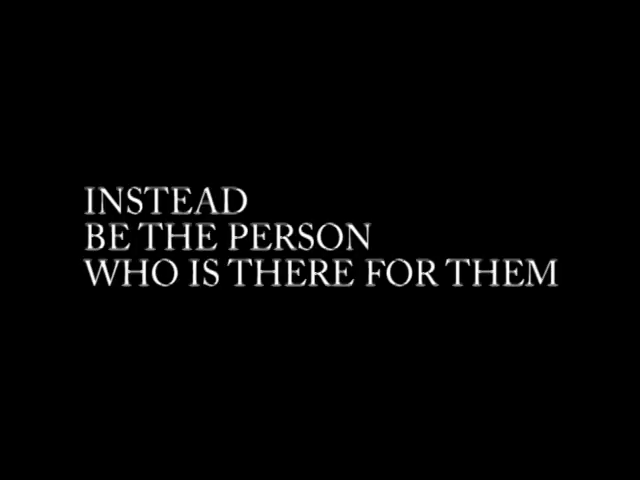 INSTEAD
BE THE PERSON
WHO IS THERE FOR THEM